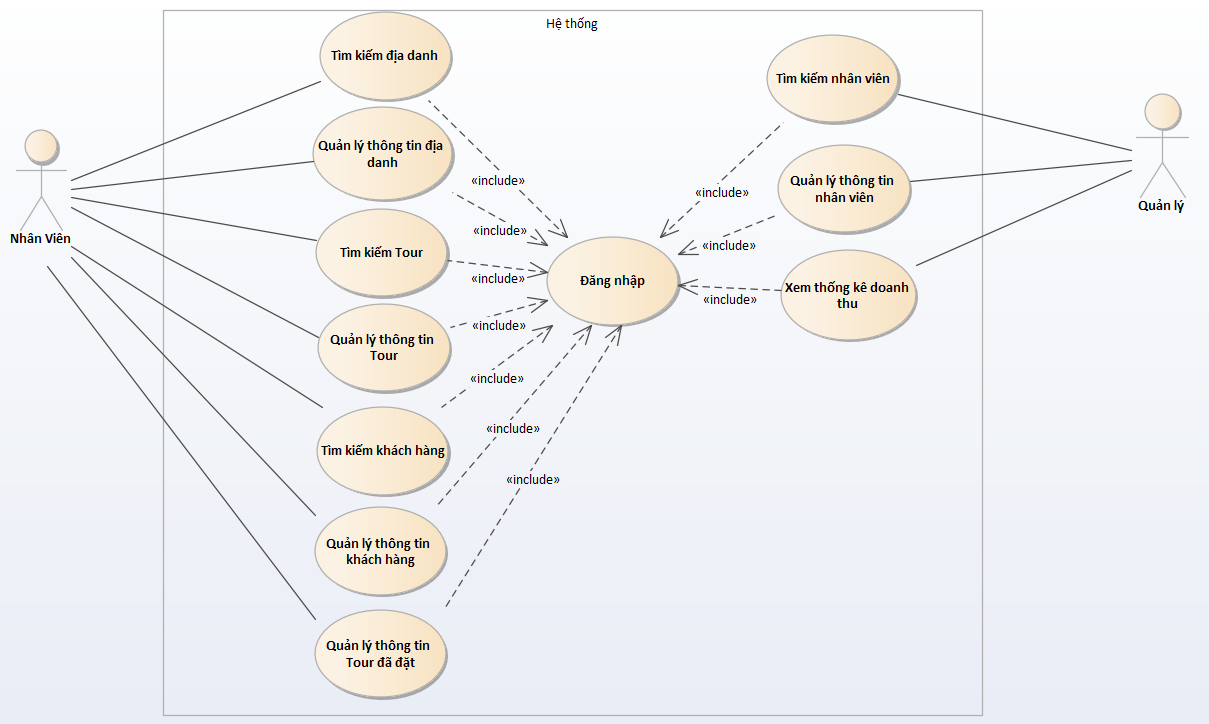 Hệ thống
Tìm kiếm địa danh
Quản lý thông tin địa
danh
Tìm kiếm Tour
Quản lý thông tin
Tour
Tìm kiếm khách hàng
Quản lý thông tin
khách hàng
Quản lý thông tin
Tour đã đặt
Nhân Viên
«include»
«include»
«include»
«include»
«include»
«include»
«include»
Đăng nhập
«include»
«include»
«include»
Tìm kiếm nhân viên
Quản lý thông tin
nhân viên
Xem thống kê doanh
thu
Quản lý